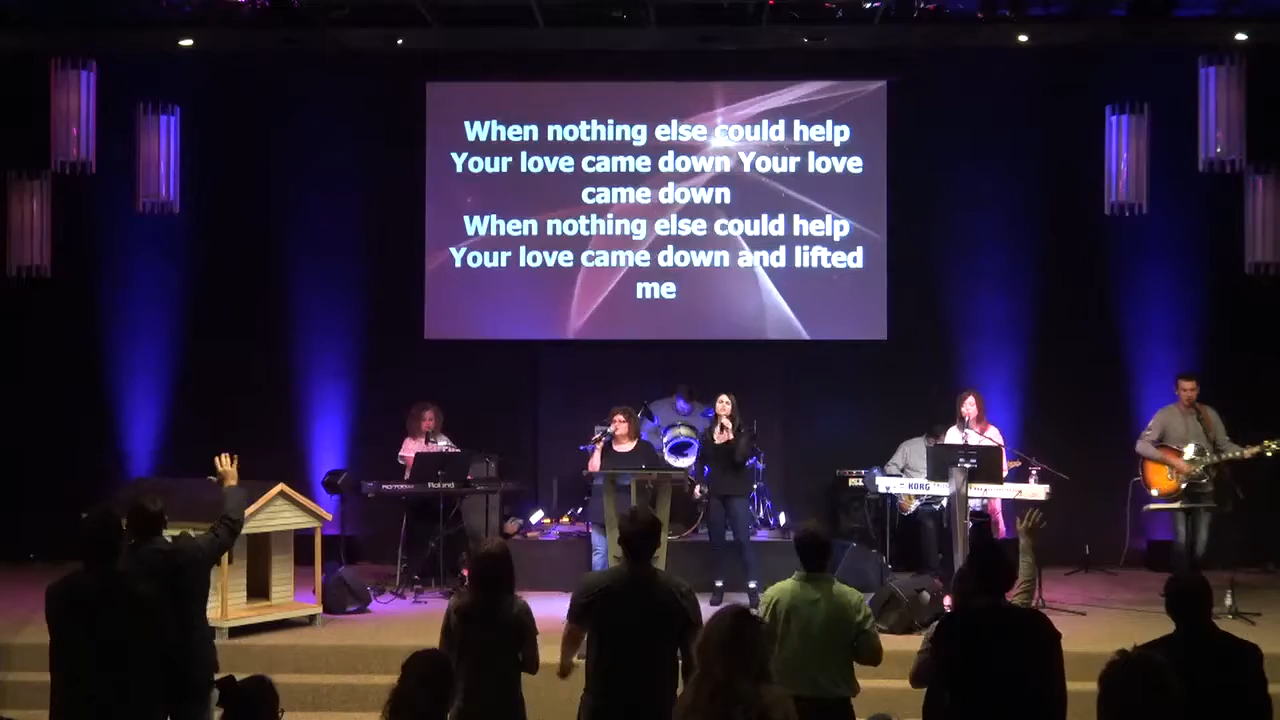 When nothing else could help
Your love came down Your love
came down
When nothing else could help
Your love came down and lifted
me
Roland
KORG